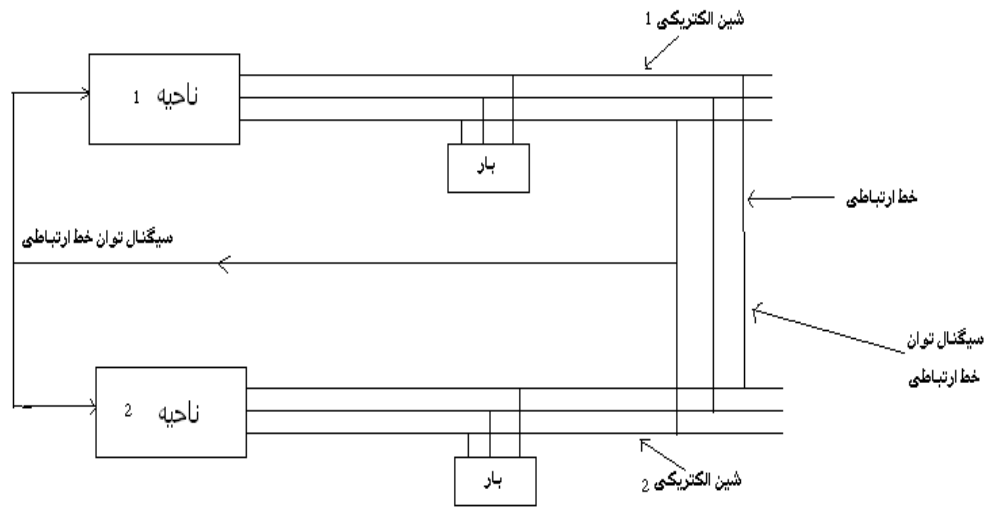 شین الکتریکی 1
ناحیه 1
بار
خط ارتباطی
سیگنال توان خط ارتباطی
سیگنال توان
خط ارتباطی
ناحیه 2
بار
شین الکتریکی 2